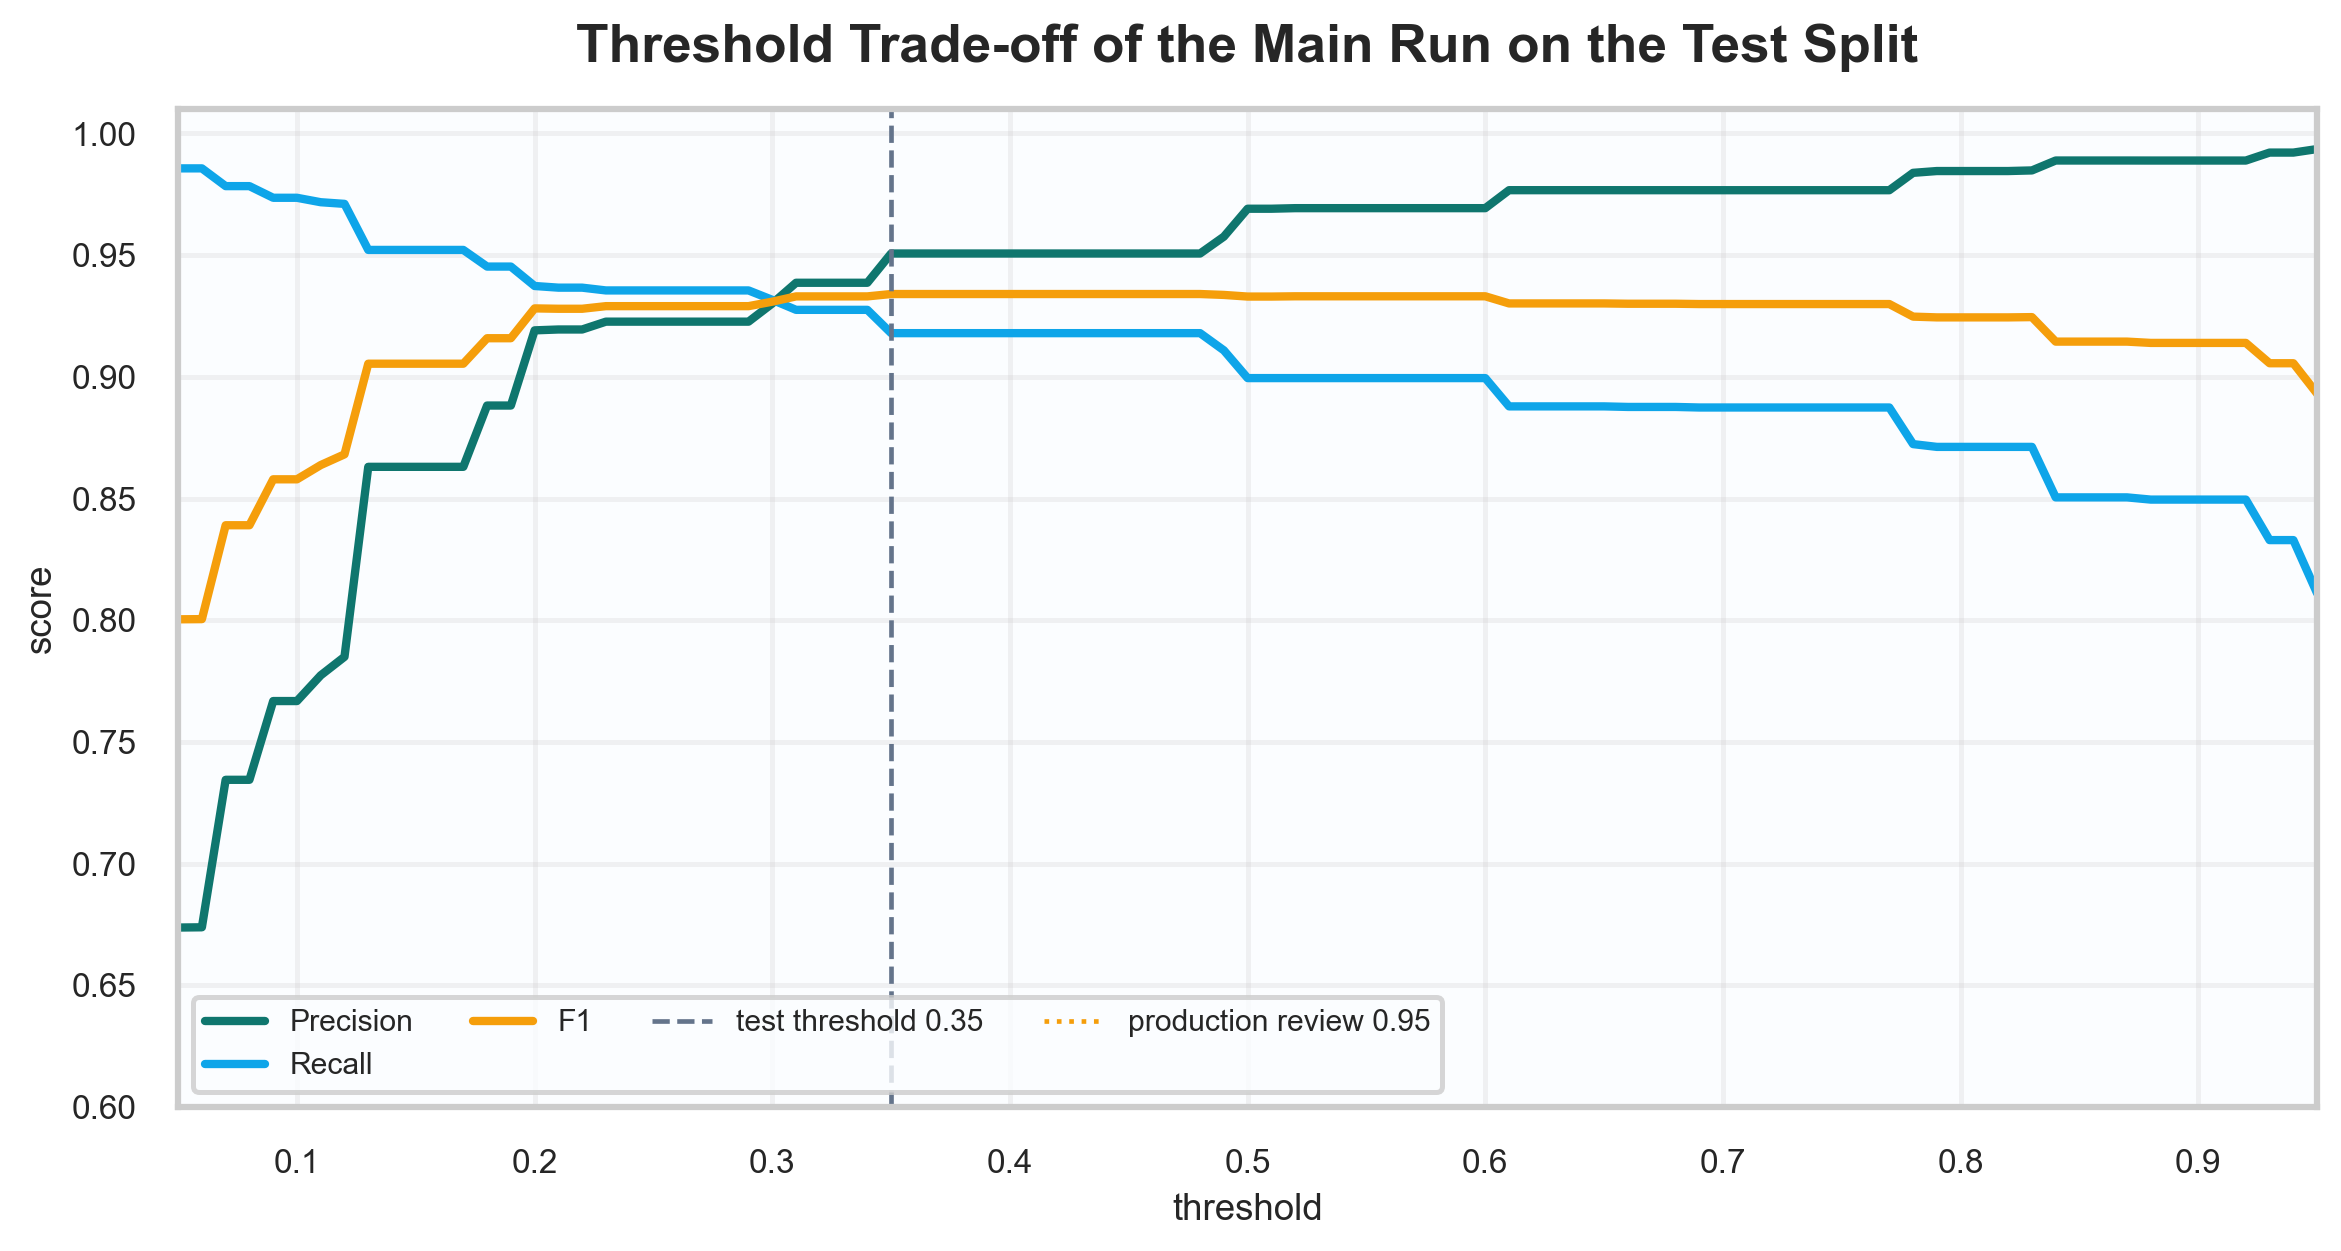 Threshold Trade-off of the Main Run on the Test Split
1.00
0.95
0.90
0.85
0.80
0.75
0.70
0.65
0.60
score
Precision
Recall
F1
test threshold 0.35
production review 0.95
0.1 0.2 0.3 0.4 0.5 0.6 0.7 0.8 0.9
threshold